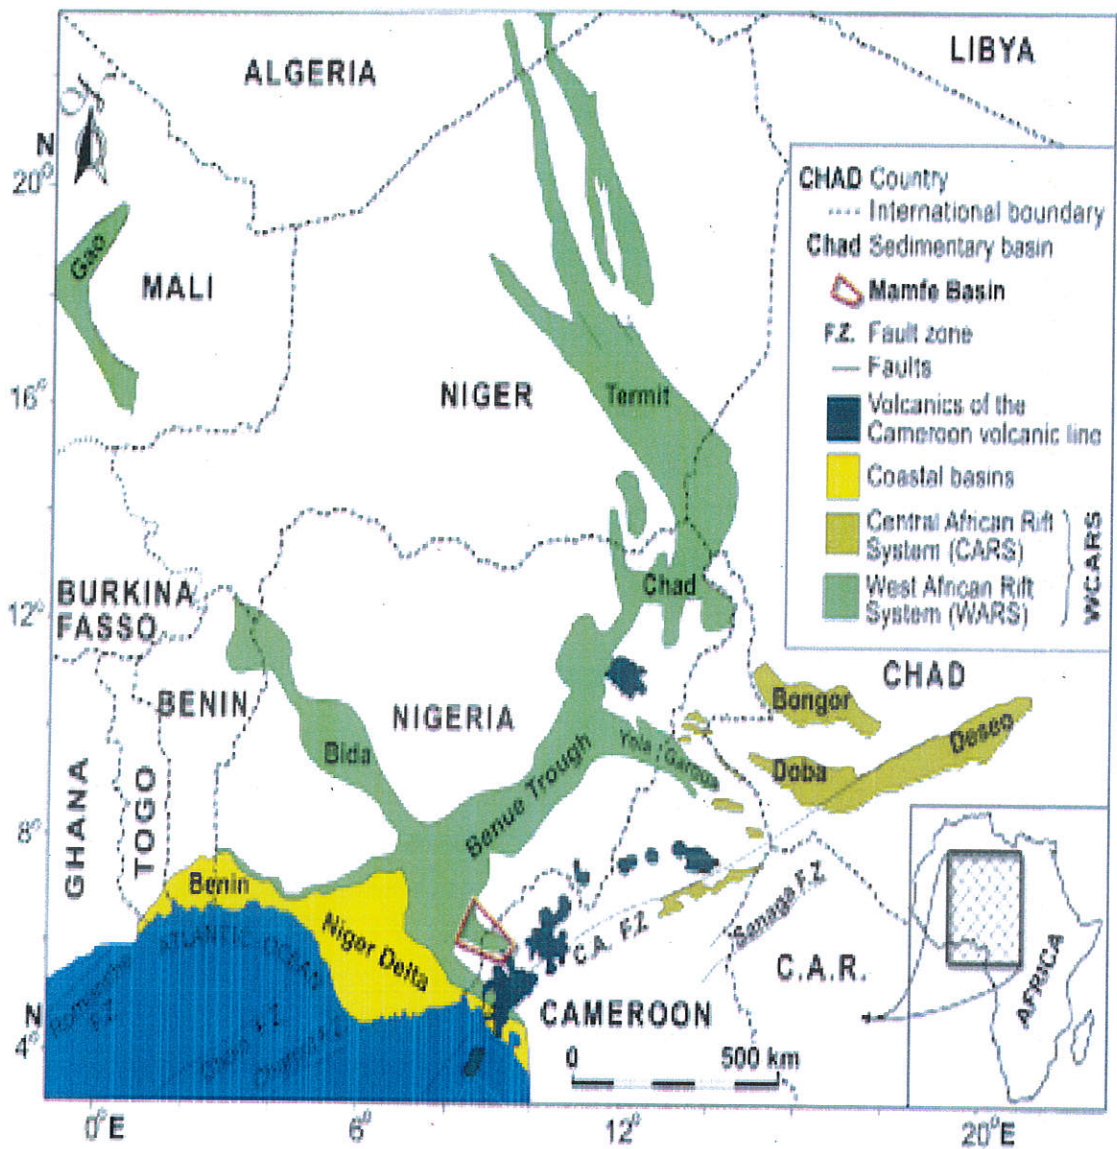 ALGERIA
LIBYA
N
20°
Gao
MALI
CHAD Country
International boundary
Chad Sedimentary basin
Mamfe Basin
F.Z. Fault zone
Faults
Volcanics of the
Cameroon volcanic line
Coastal basins
Central African Rift
System (CARS)
West African Rift
System (WARS)
WCARS
16°
NIGER
Termit
12°
BURKINA
FASSO
Chad
CHAD
BENIN
NIGERIA
Bongor
Doseo
Bida
Yola / Garoua
Doba
Benue Trough
GHANA
TOGO
8°
Benin
Niger Delta
ATLANTIC OCEAN
C.A. F.Z
Sanaga F.Z
C.A.R.
AFRICA
Romanche
F.Z.
N
4°
CAMEROON
F.Z
0 500 km
0°E
6°
12°
20°E